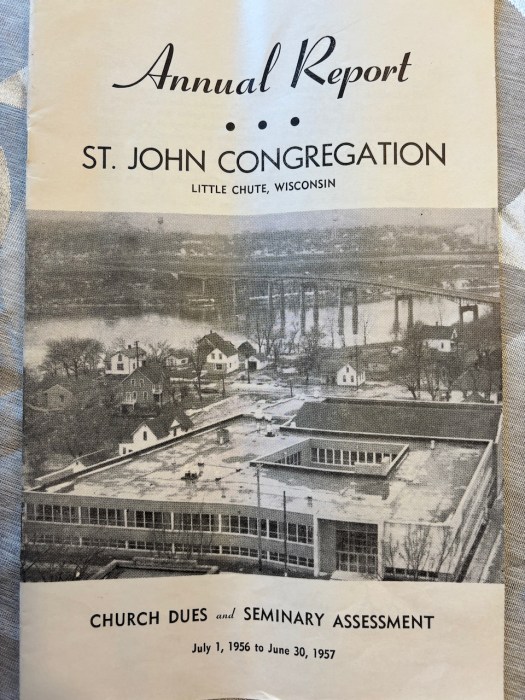 Annual Report
• • •
ST. JOHN CONGREGATION
LITTLE CHUTE, WISCONSIN
CHURCH DUES and SEMINARY ASSESSMENT
July 1, 1956 to June 30, 1957